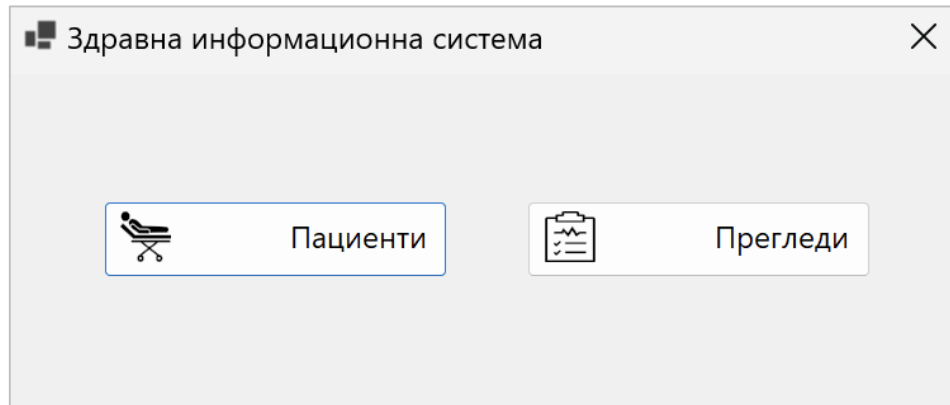 Здравна информационна система
Пациенти
Прегледи